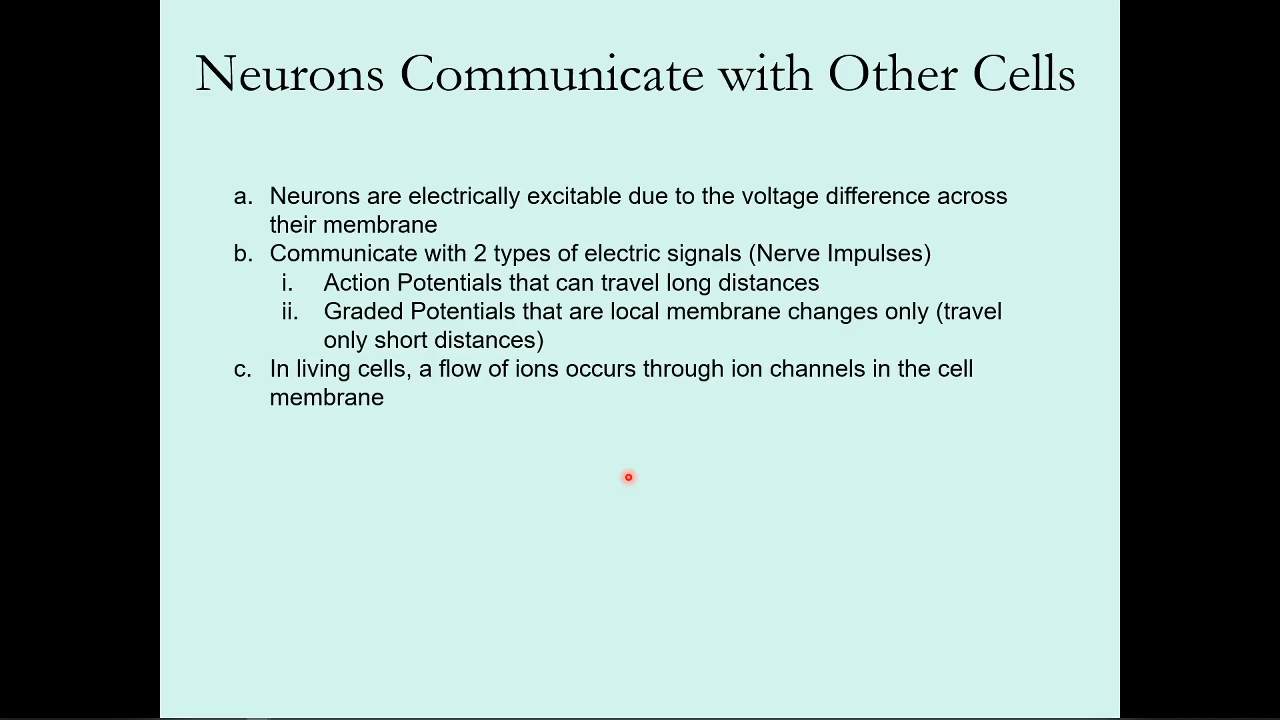 Neurons Communicate with Other Cells
a. Neurons are electrically excitable due to the voltage difference across
their membrane
b. Communicate with 2 types of electric signals (Nerve Impulses)
i. Action Potentials that can travel long distances
ii. Graded Potentials that are local membrane changes only (travel
only short distances)
c. In living cells, a flow of ions occurs through ion channels in the cell
membrane